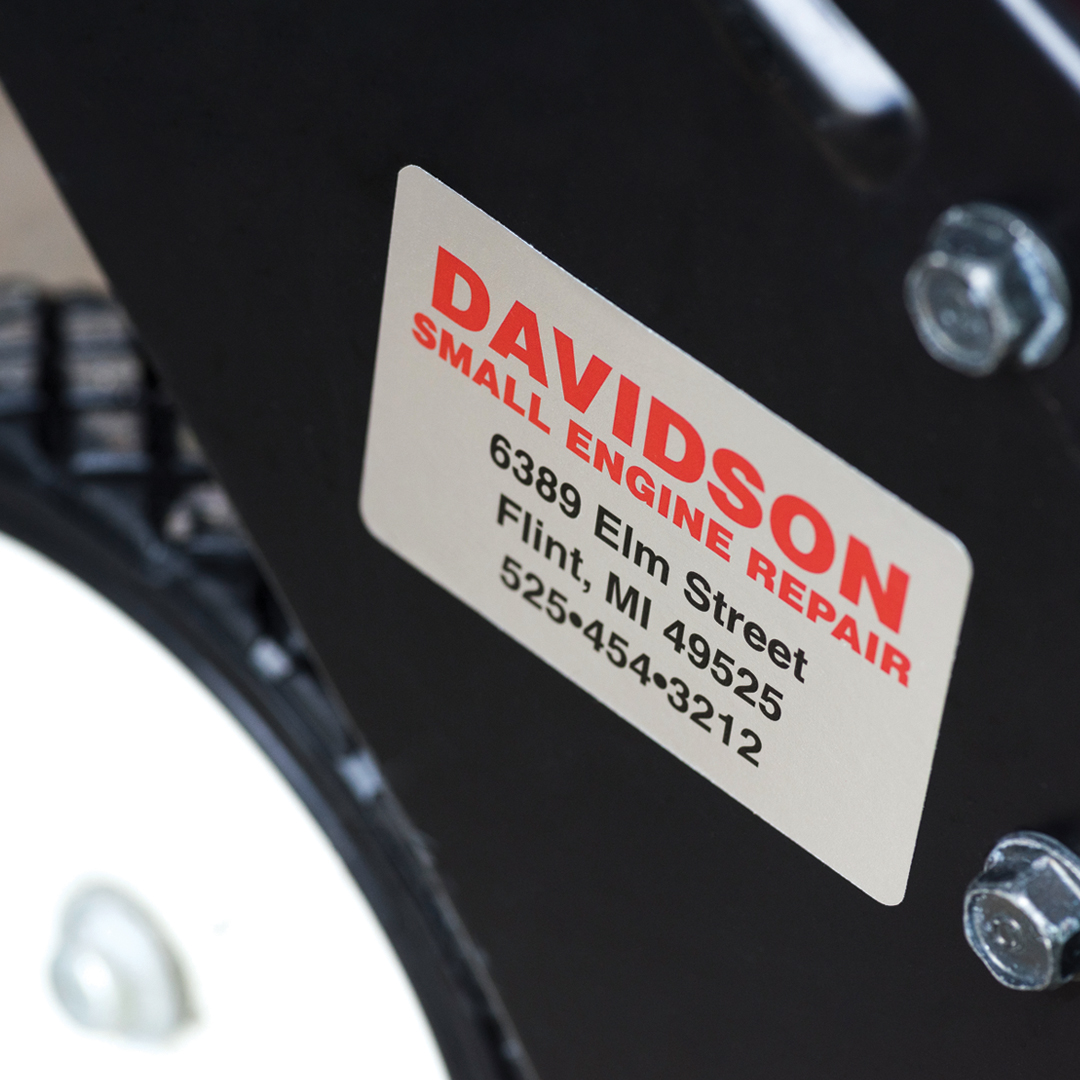 DAVIDSON
SMALL ENGINE REPAIR
6389 Elm Street
Flint, MI 49525
525•454•3212